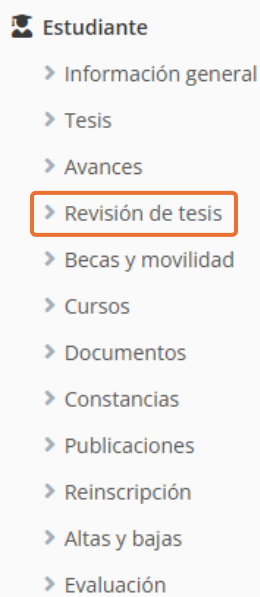 Estudiante
Información general
Tesis
Avances
Revisión de tesis
Becas y movilidad
Cursos
Documentos
Constancias
Publicaciones
Reinscripción
Altas y bajas
Evaluación